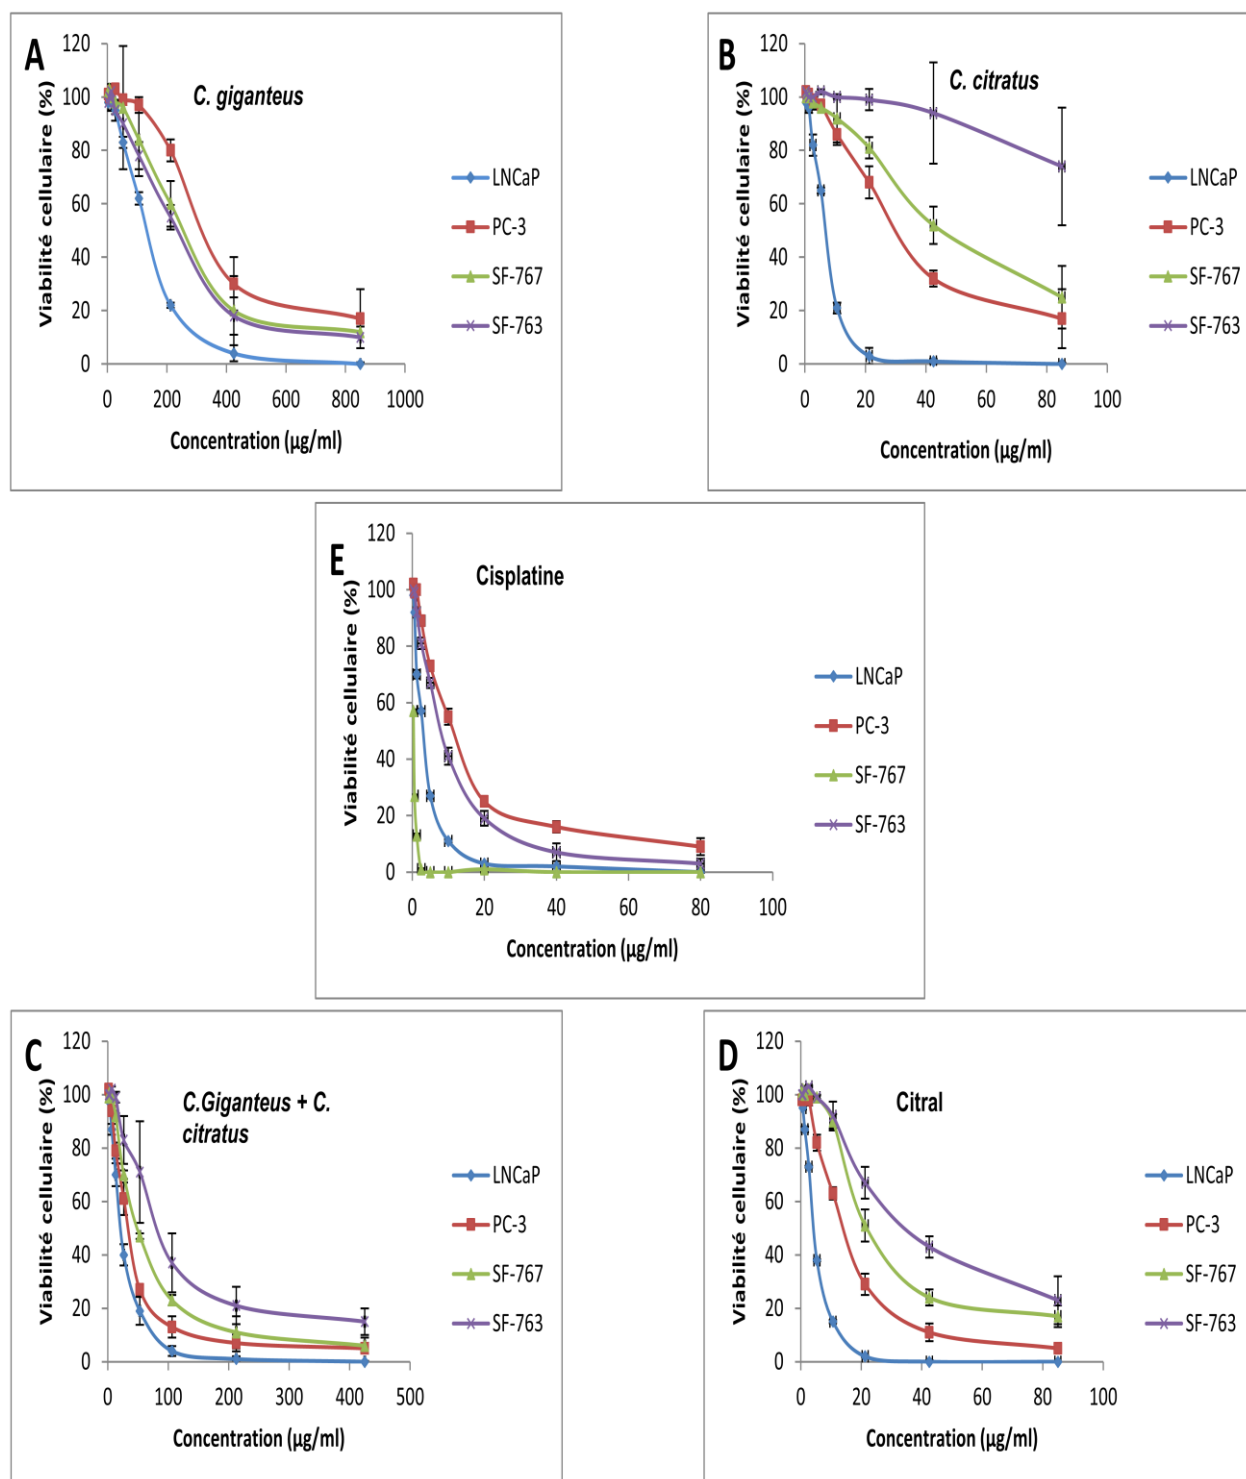 A
C. giganteus
Viabilité cellulaire (%)
120
100
80
60
40
20
0
0 200 400 600 800 1000
Concentration (µg/ml)
LNCaP
PC-3
SF-767
SF-763
B
C. citratus
Viabilité cellulaire (%)
120
100
80
60
40
20
0
0 20 40 60 80 100
Concentration (µg/ml)
LNCaP
PC-3
SF-767
SF-763
E
Cisplatine
Viabilité cellulaire (%)
120
100
80
60
40
20
0
0 20 40 60 80 100
Concentration (µg/ml)
LNCaP
PC-3
SF-767
SF-763
C
C.Giganteus + C.
citratus
Viabilité cellulaire (%)
120
100
80
60
40
20
0
0 100 200 300 400 500
Concentration (µg/ml)
LNCaP
PC-3
SF-767
SF-763
D
Citral
Viabilité cellulaire (%)
120
100
80
60
40
20
0
0 20 40 60 80 100
Concentration (µg/ml)
LNCaP
PC-3
SF-767
SF-763